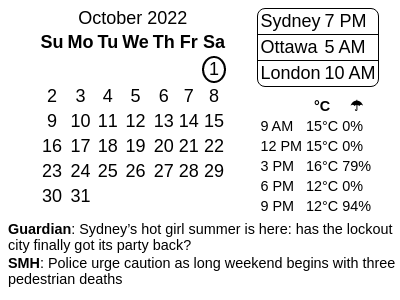 October 2022
Su Mo Tu We Th Fr Sa
1
2 3 4 5 6 7 8
9 10 11 12 13 14 15
16 17 18 19 20 21 22
23 24 25 26 27 28 29
30 31
Sydney 7 PM
Ottawa 5 AM
London 10 AM
°C ☂
9 AM 15°C 0%
12 PM 15°C 0%
3 PM 16°C 79%
6 PM 12°C 0%
9 PM 12°C 94%
Guardian: Sydney’s hot girl summer is here: has the lockout
city finally got its party back?
SMH: Police urge caution as long weekend begins with three
pedestrian deaths